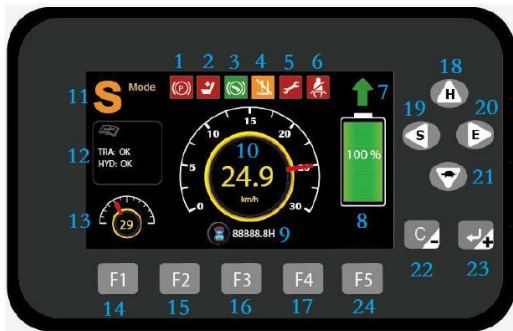 1 2 3 4 5 6
18
11 S Mode
(P)
7
19 S H E 20
12 TRA: OK
HYD: OK
0 5 10 15 20 25 30
10
24.9
km/h
100 %
21
13 29
88888.8H 9
8
C - ↵ +
22 23
F1 F2 F3 F4 F5
14 15 16 17 24